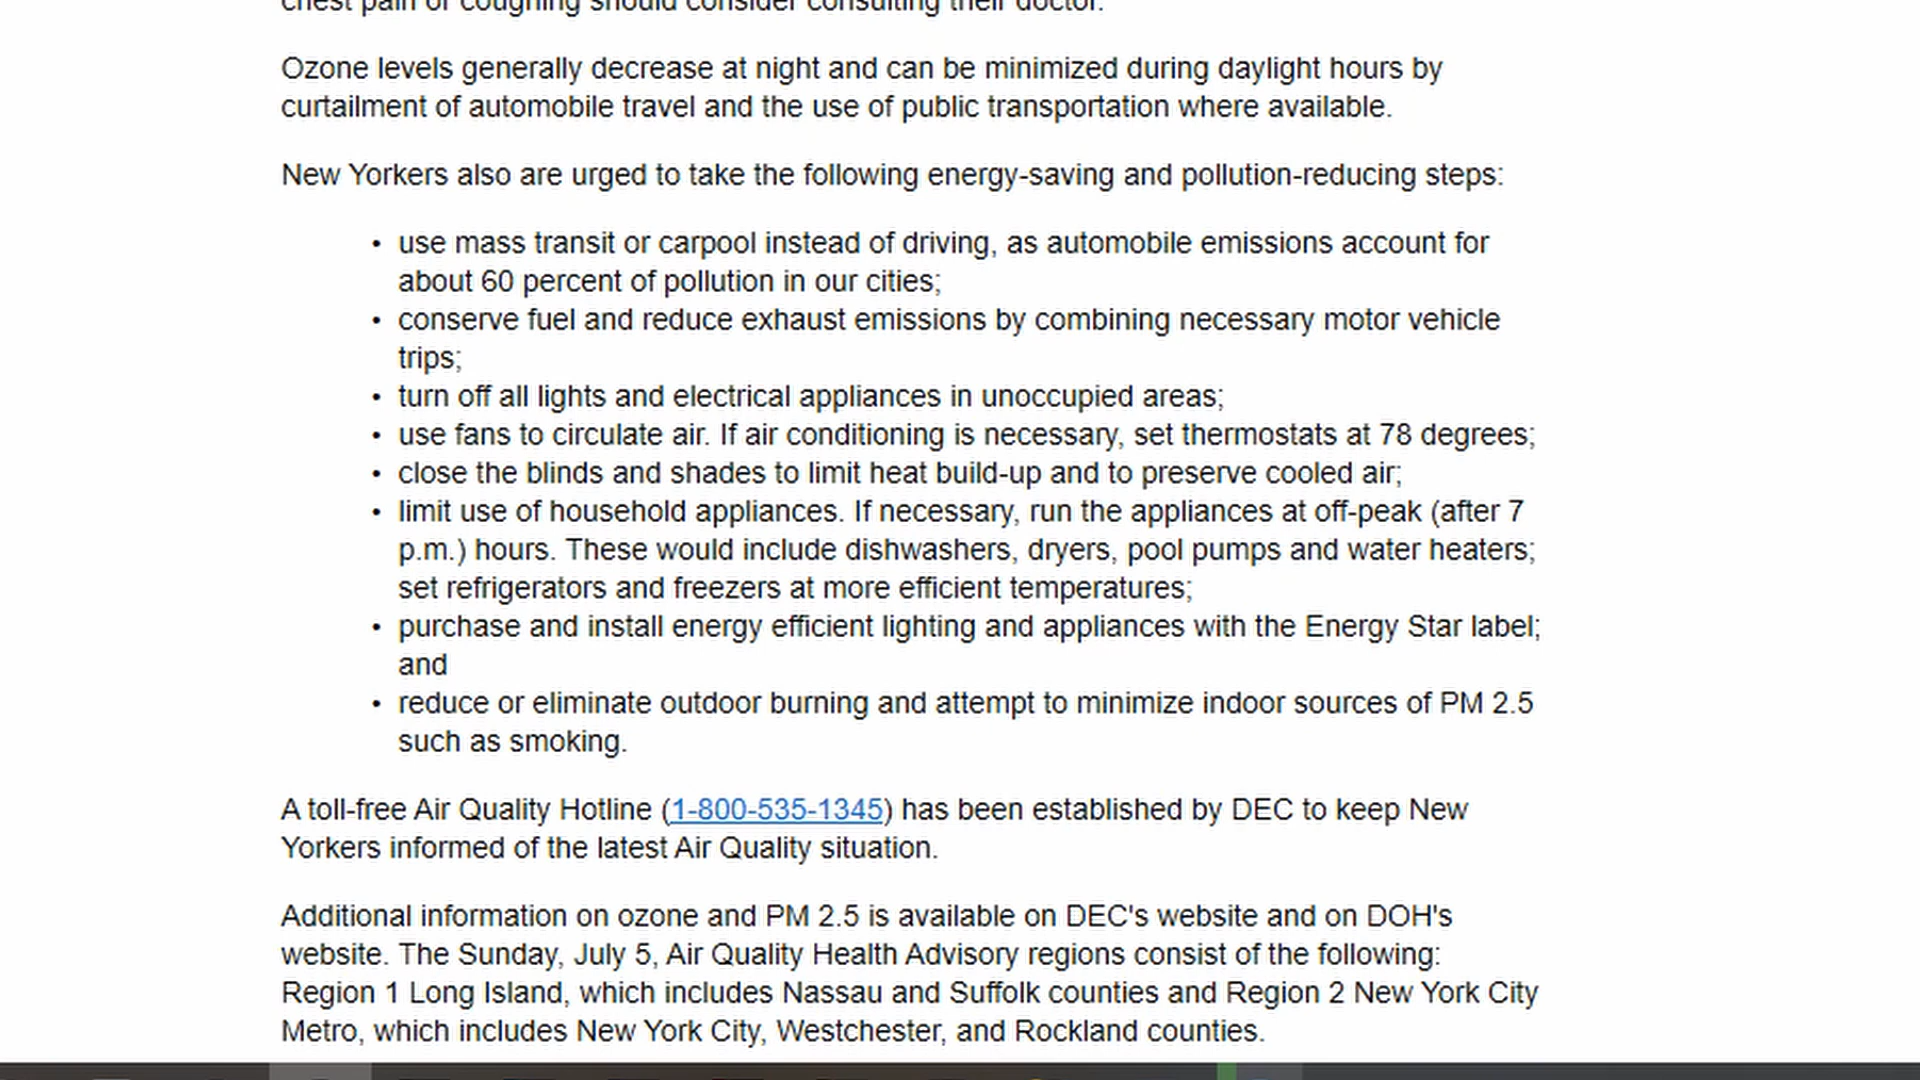 chest pain or coughing should consider consulting their doctor.
Ozone levels generally decrease at night and can be minimized during daylight hours by
curtailment of automobile travel and the use of public transportation where available.
New Yorkers also are urged to take the following energy-saving and pollution-reducing steps:
• use mass transit or carpool instead of driving, as automobile emissions account for
about 60 percent of pollution in our cities;
• conserve fuel and reduce exhaust emissions by combining necessary motor vehicle
trips;
• turn off all lights and electrical appliances in unoccupied areas;
• use fans to circulate air. If air conditioning is necessary, set thermostats at 78 degrees;
• close the blinds and shades to limit heat build-up and to preserve cooled air;
• limit use of household appliances. If necessary, run the appliances at off-peak (after 7
p.m.) hours. These would include dishwashers, dryers, pool pumps and water heaters;
set refrigerators and freezers at more efficient temperatures;
• purchase and install energy efficient lighting and appliances with the Energy Star label;
and
• reduce or eliminate outdoor burning and attempt to minimize indoor sources of PM 2.5
such as smoking.
A toll-free Air Quality Hotline (1-800-535-1345) has been established by DEC to keep New
Yorkers informed of the latest Air Quality situation.
Additional information on ozone and PM 2.5 is available on DEC's website and on DOH's
website. The Sunday, July 5, Air Quality Health Advisory regions consist of the following:
Region 1 Long Island, which includes Nassau and Suffolk counties and Region 2 New York City
Metro, which includes New York City, Westchester, and Rockland counties.